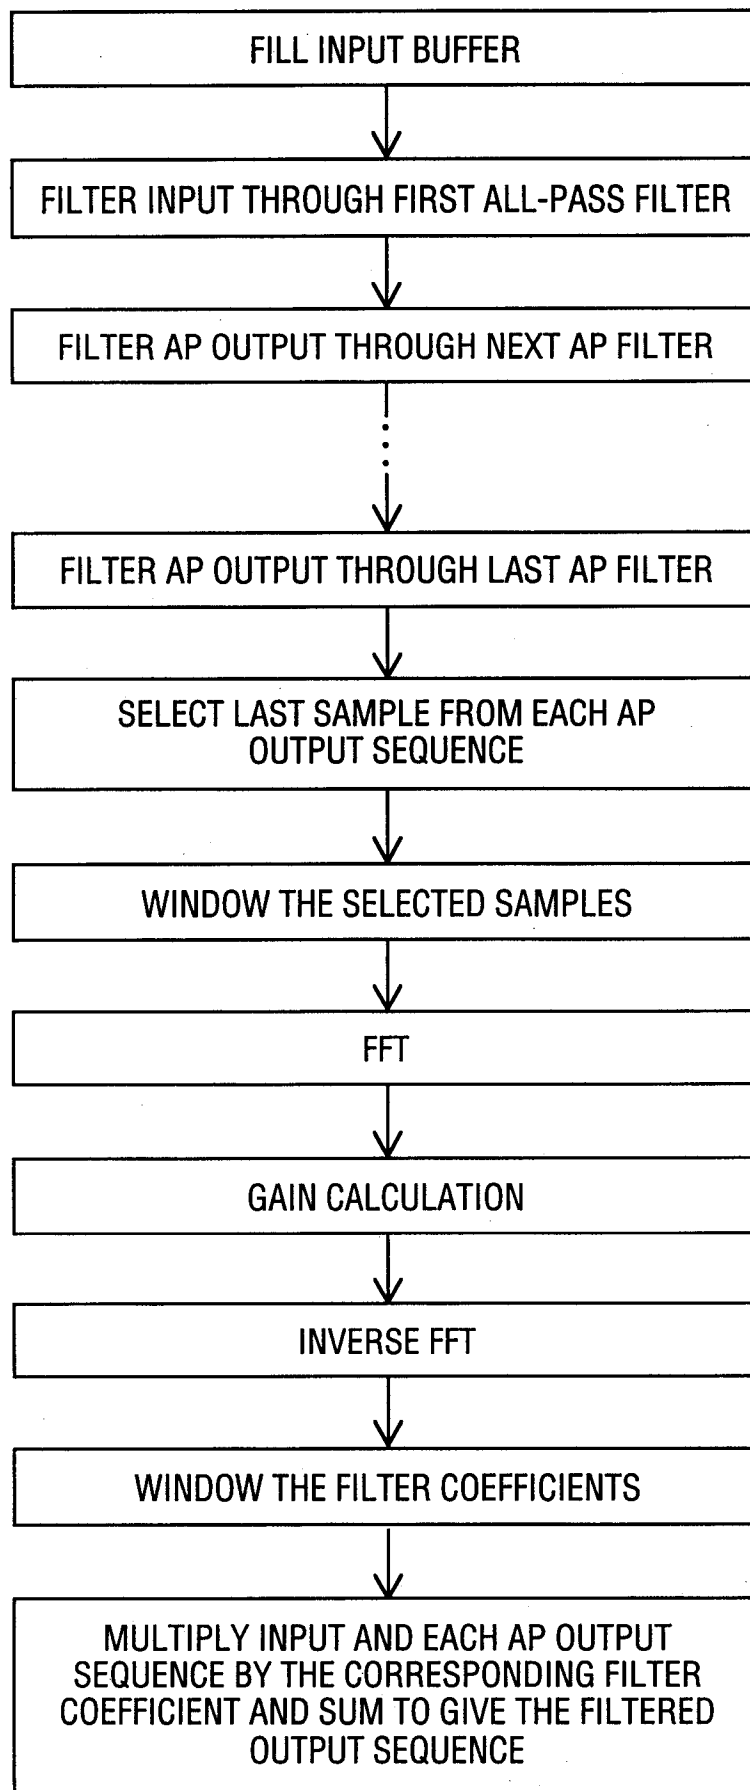 FILL INPUT BUFFER
FILTER INPUT THROUGH FIRST ALL-PASS FILTER
FILTER AP OUTPUT THROUGH NEXT AP FILTER
FILTER AP OUTPUT THROUGH LAST AP FILTER
SELECT LAST SAMPLE FROM EACH AP
OUTPUT SEQUENCE
WINDOW THE SELECTED SAMPLES
FFT
GAIN CALCULATION
INVERSE FFT
WINDOW THE FILTER COEFFICIENTS
MULTIPLY INPUT AND EACH AP OUTPUT
SEQUENCE BY THE CORRESPONDING FILTER
COEFFICIENT AND SUM TO GIVE THE FILTERED
OUTPUT SEQUENCE